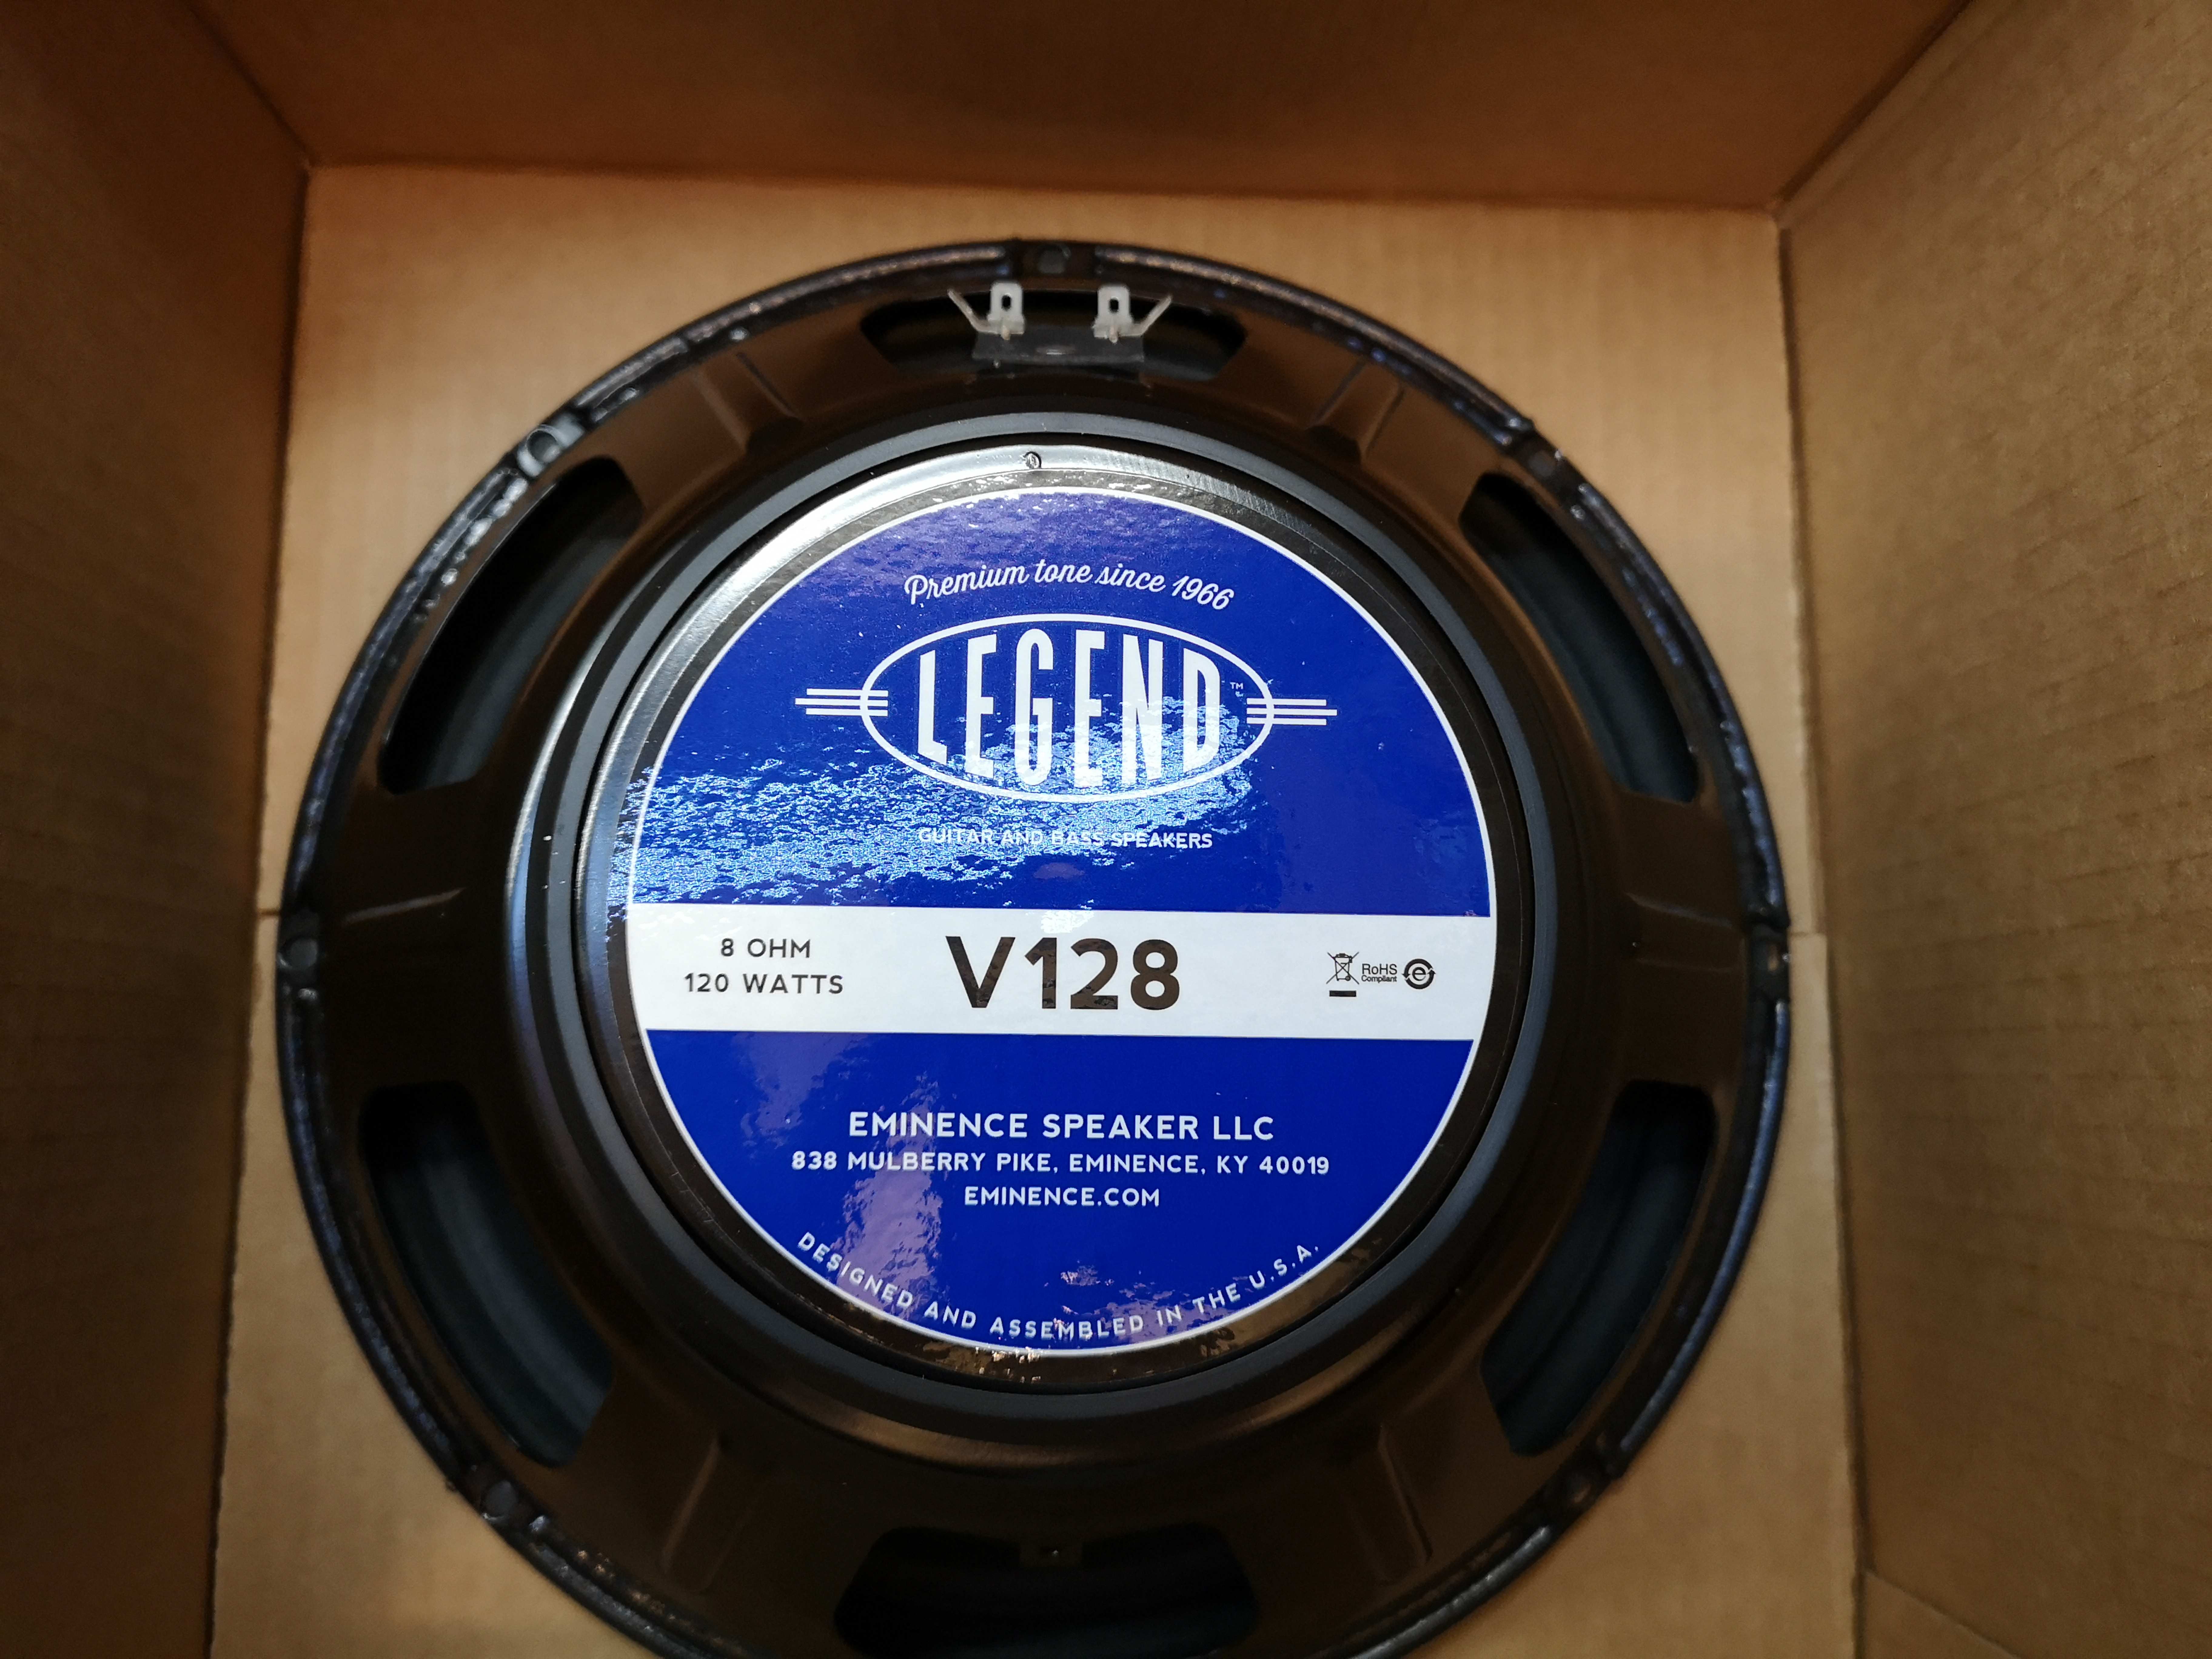 Premium tone since 1966
LEGEND™
GUITAR AND BASS SPEAKERS
8 OHM
120 WATTS
V128
RoHS
Compliant
e
EMINENCE SPEAKER LLC
838 MULBERRY PIKE, EMINENCE, KY 40019
EMINENCE.COM
DESIGNED AND ASSEMBLED IN THE U.S.A.